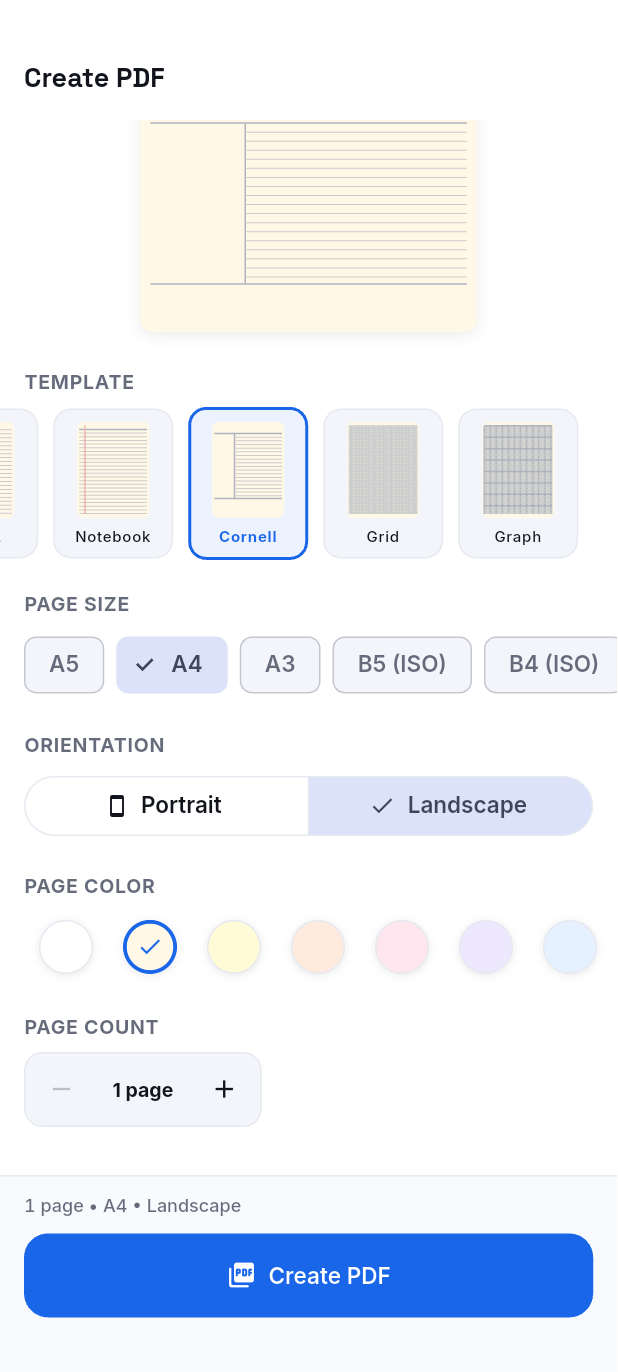 Create PDF
TEMPLATE
Notebook
Cornell
Grid
Graph
PAGE SIZE
A5
A4
A3
B5 (ISO)
B4 (ISO)
ORIENTATION
Portrait
Landscape
PAGE COLOR
PAGE COUNT
1 page
1 page • A4 • Landscape
PDF
Create PDF